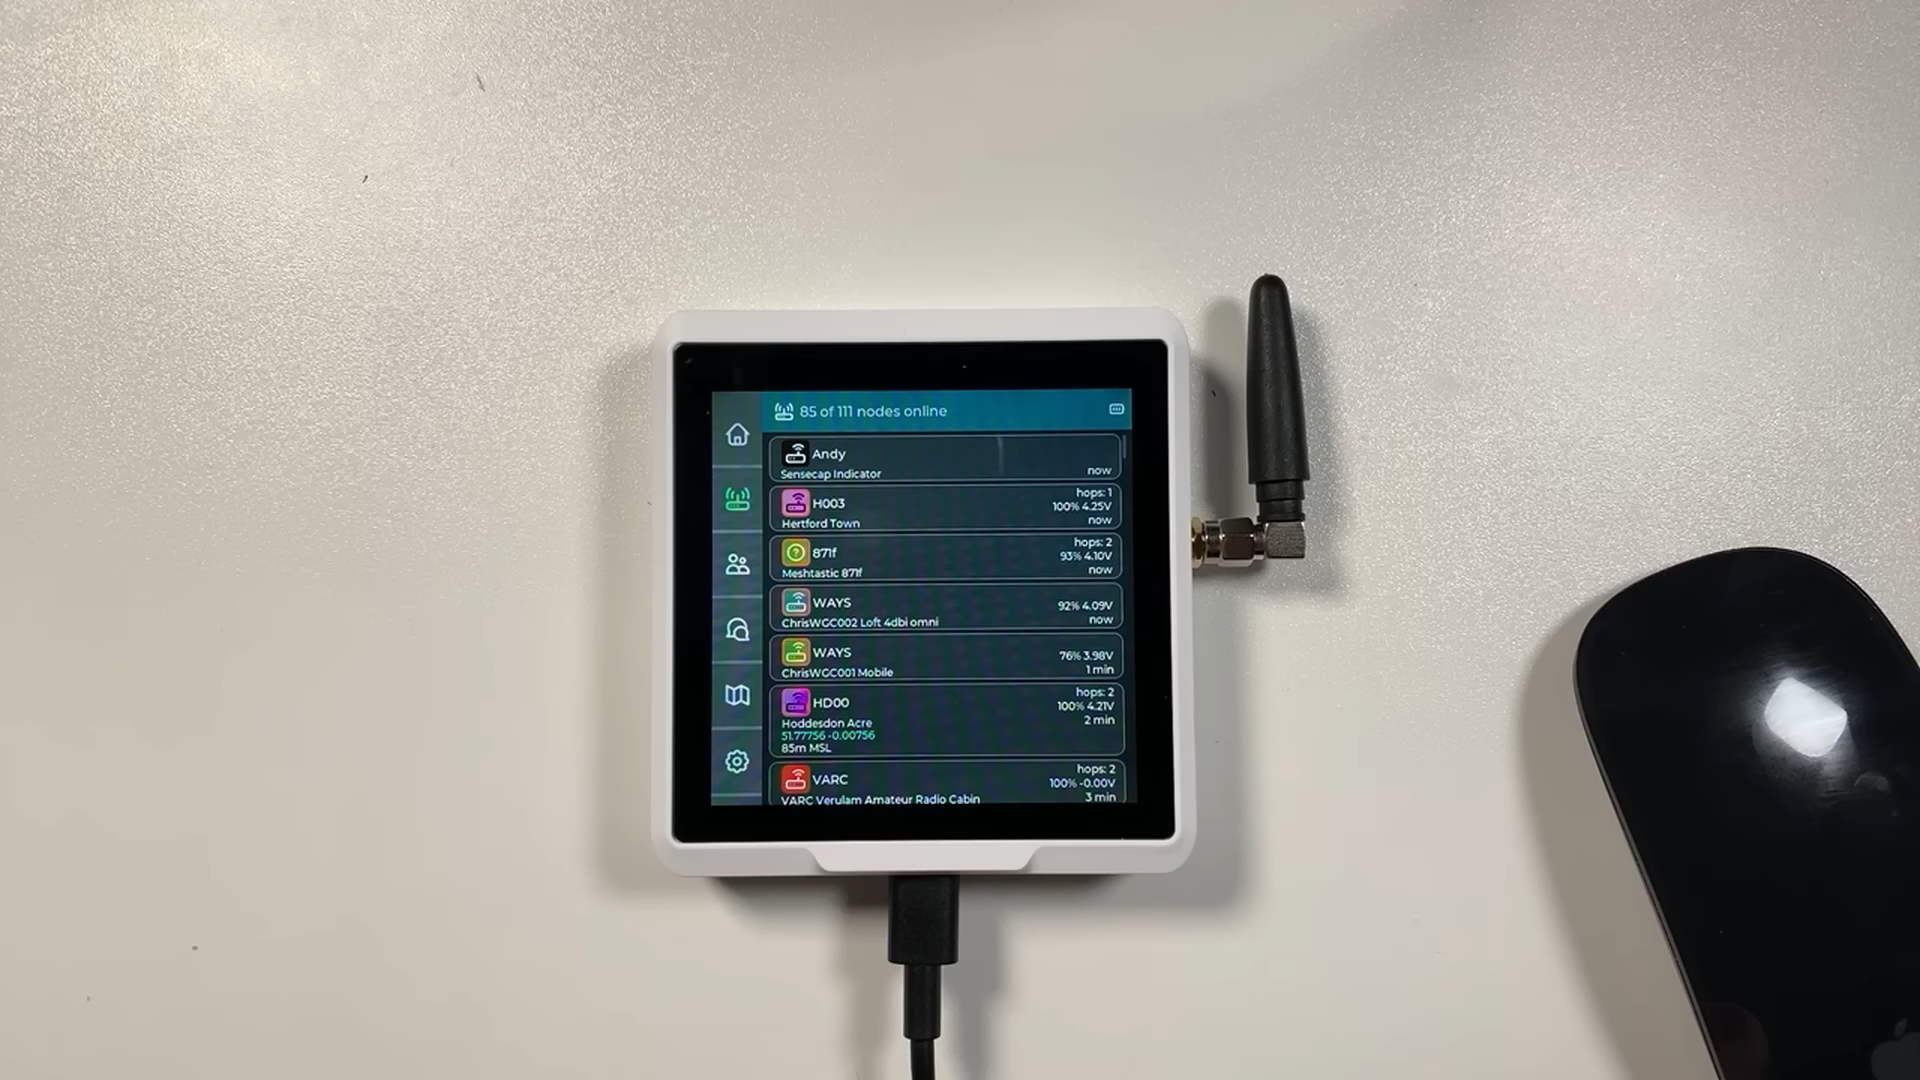 85 of 111 nodes online
Andy
Sensecap Indicator
now
H003
Hertford Town
hops: 1
100% 4.25V
now
871f
Meshtastic 871f
hops: 2
93% 4.10V
now
WAYS
ChrisWGC002 Loft 4dbi omni
92% 4.09V
now
WAYS
ChrisWGC001 Mobile
76% 3.98V
1 min
HD00
Hoddesdon Acre
51.77756 -0.00756
85m MSL
hops: 2
100% 4.21V
2 min
VARC
VARC Verulam Amateur Radio Cabin
hops: 2
100% -0.00V
3 min